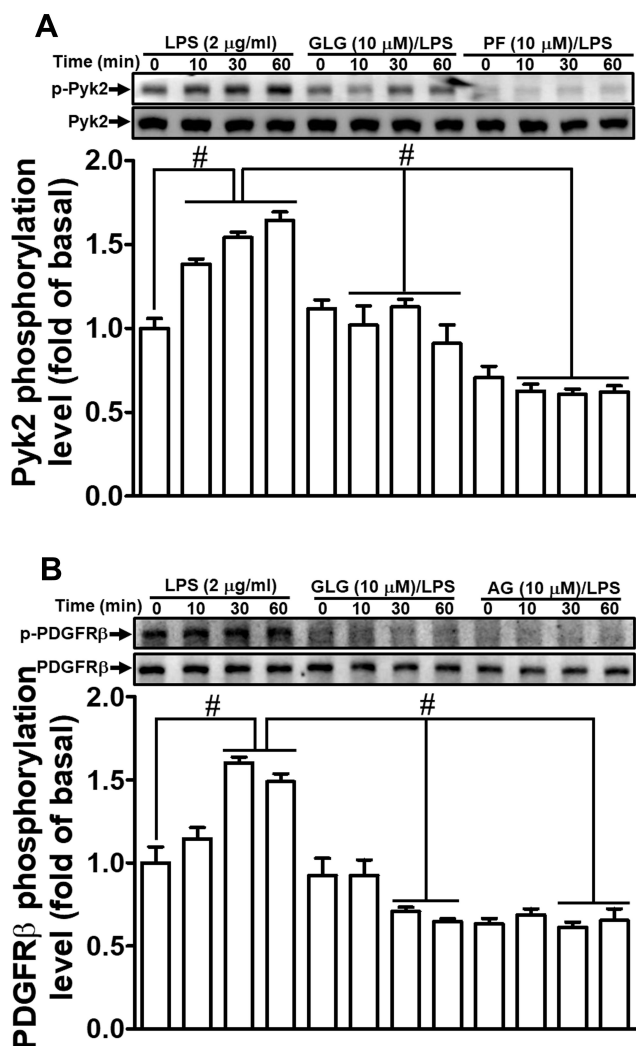 A
LPS (2 μg/ml) GLG (10 μM)/LPS PF (10 μM)/LPS
Time (min) 0 10 30 60 0 10 30 60 0 10 30 60
p-Pyk2
Pyk2
# #
Pyk2 phosphorylation
level (fold of basal)
2.0
1.5
1.0
0.5
0.0
B
LPS (2 μg/ml) GLG (10 μM)/LPS AG (10 μM)/LPS
Time (min) 0 10 30 60 0 10 30 60 0 10 30 60
p-PDGFRβ
PDGFRβ
# #
PDGFRβ phosphorylation
level (fold of basal)
2.0
1.5
1.0
0.5
0.0